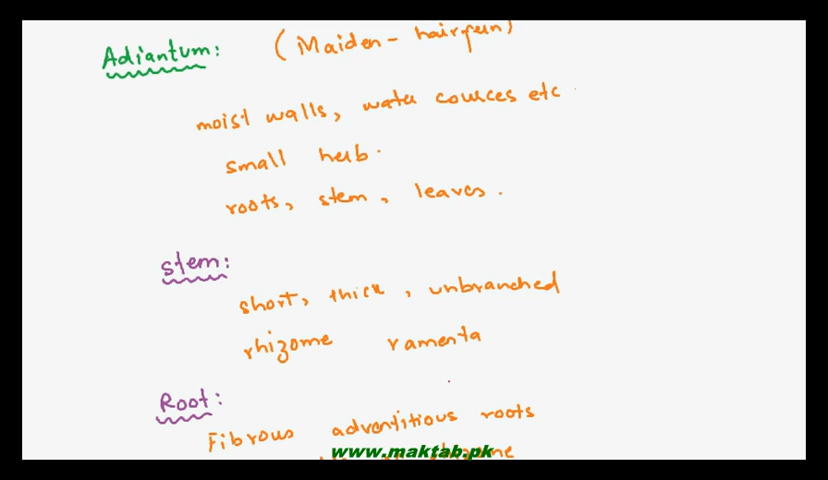 Adiantum: (Maiden-hairfern)
moist walls, water cources etc
small herb.
roots, stem, leaves.
stem:
short, thick, unbranched
rhizome ramenta
Root:
Fibrous adventitious roots
rhizome
www.maktab.pk